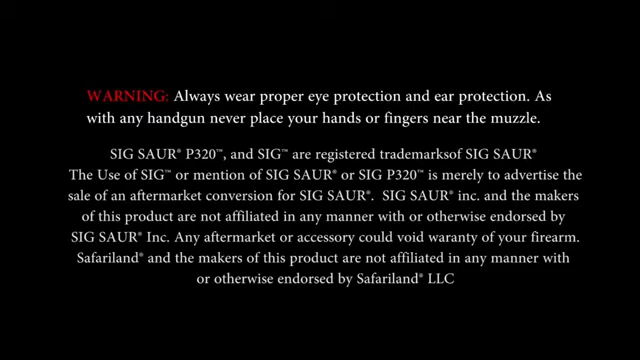 WARNING: Always wear proper eye protection and ear protection. As
with any handgun never place your hands or fingers near the muzzle.
SIG SAUR® P320™, and SIG™ are registered trademarksof SIG SAUR®
The Use of SIG™ or mention of SIG SAUR® or SIG P320™ is merely to advertise the
sale of an aftermarket conversion for SIG SAUR®. SIG SAUR® inc. and the makers
of this product are not affiliated in any manner with or otherwise endorsed by
SIG SAUR® Inc. Any aftermarket or accessory could void waranty of your firearm.
Safariland® and the makers of this product are not affiliated in any manner with
or otherwise endorsed by Safariland® LLC